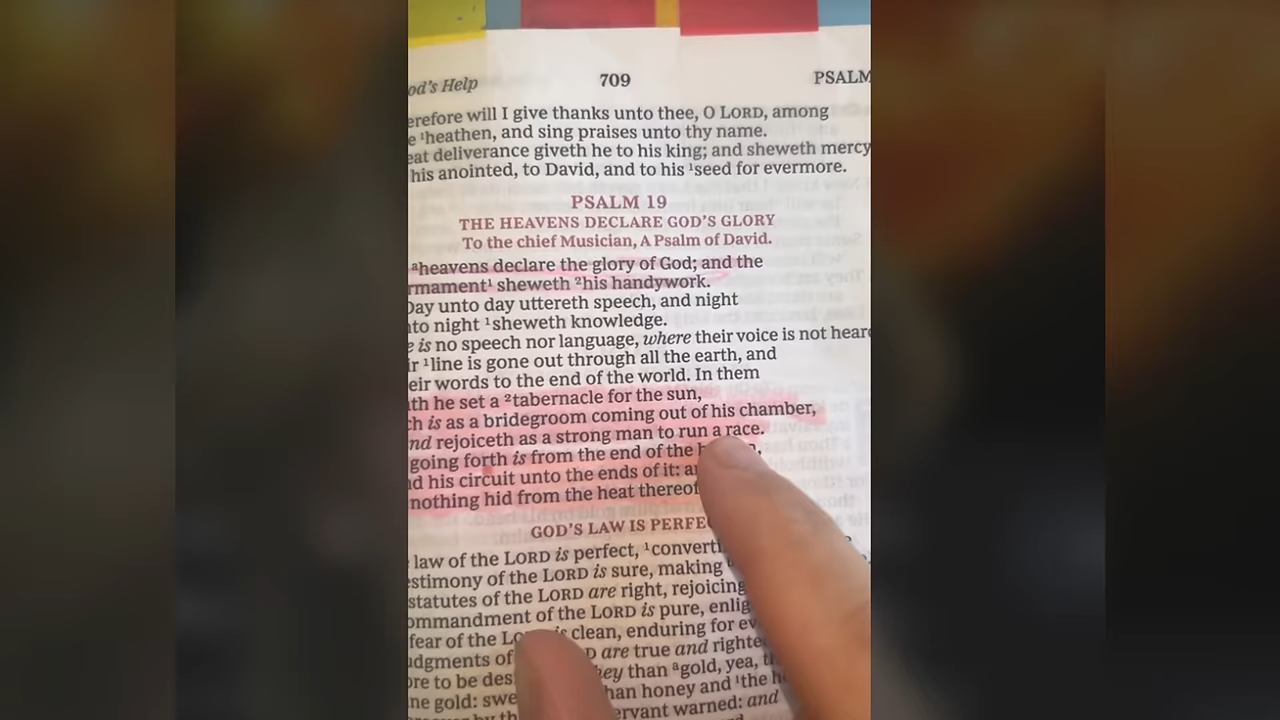 od's Help 709 PSALM
erefore will I give thanks unto thee, O LORD, among
e ¹heathen, and sing praises unto thy name.
eat deliverance giveth he to his king; and sheweth mercy
his anointed, to David, and to his ¹seed for evermore.
PSALM 19
THE HEAVENS DECLARE GOD'S GLORY
To the chief Musician, A Psalm of David.
ᵃheavens declare the glory of God; and the
rmament¹ sheweth ²his handywork.
Day unto day uttereth speech, and night
nto night ¹sheweth knowledge.
e is no speech nor language, where their voice is not hear
ir ¹line is gone out through all the earth, and
eir words to the end of the world. In them
th he set a ²tabernacle for the sun,
ch is as a bridegroom coming out of his chamber,
nd rejoiceth as a strong man to run a race.
going forth is from the end of the
d his circuit unto the ends of it: a
nothing hid from the heat thereof
GOD'S LAW IS PERFEC
law of the LORD is perfect, ¹converti
estimony of the LORD is sure, making
statutes of the LORD are right, rejoicing
ommandment of the LORD is pure, enlig
fear of the LO is clean, enduring for ev
udgments of D are true and righte
ore to be des hey than ᵃgold, yea, t
ne gold: swe han honey and ¹the h
by th ervant warned: and